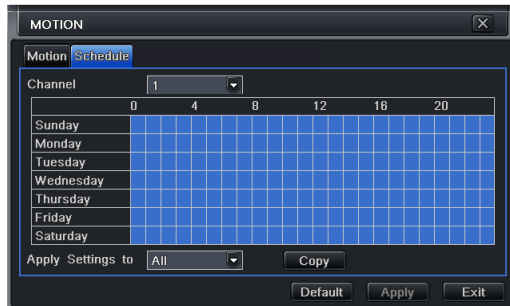 MOTION
Motion Schedule
Channel 1
0 4 8 12 16 20
Sunday
Monday
Tuesday
Wednesday
Thursday
Friday
Saturday
Apply Settings to All Copy
Default Apply Exit